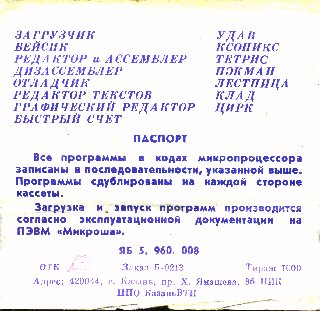 ЗАГРУЗЧИК УДАВ
БЕЙСИК КСОНИКС
РЕДАКТОР и АССЕМБЛЕР ТЕТРИС
ДИЗАССЕМБЛЕР ПЭКМАН
ОТЛАДЧИК ЛЕСТНИЦА
РЕДАКТОР ТЕКСТОВ КЛАД
ГРАФИЧЕСКИЙ РЕДАКТОР ЦИРК
БЫСТРЫЙ СЧЕТ
ПАСПОРТ
Все программы в кодах микропроцессора
записаны в последовательности, указанной выше.
Программы сдублированы на каждой стороне
кассеты.
Загрузка и запуск программ производится
согласно эксплуатационной документации на
ПЭВМ «Микроша».
ЯБ 5, 960. 008
ОТК Заказ Б-0213 Тираж 1000
Адрес: 420044, г. Казань, пр. Х. Ямашева, 36 ЦПК
НПО КазаньВТИ